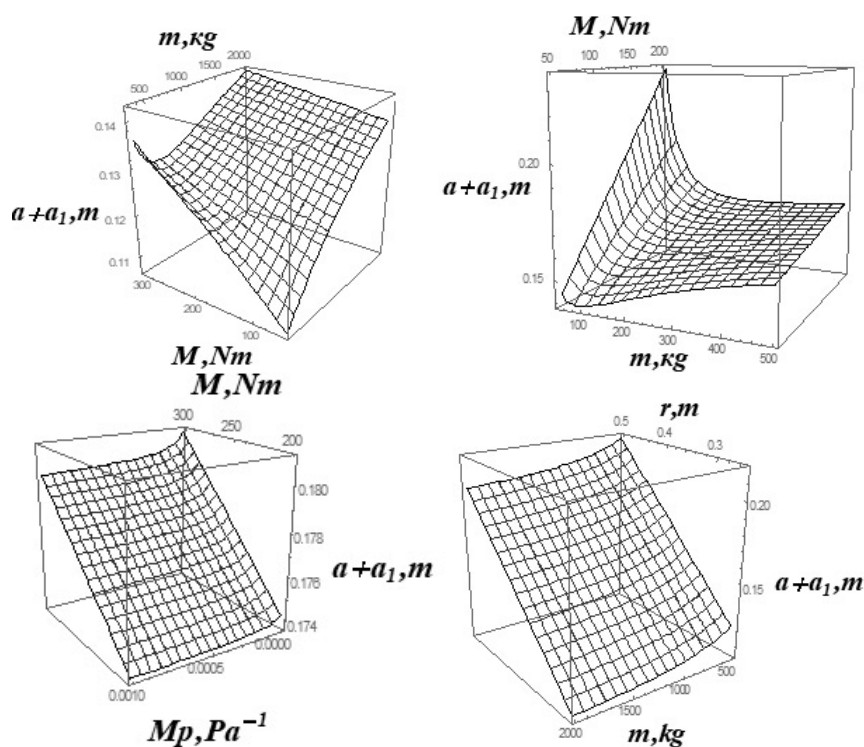 m,кg
500 1000 1500 2000
0.14
0.13
a+a₁,m
0.12
0.11
300
200
100
M,Nm
M,Nm
50 100 150 200
0.20
a+a₁,m
0.15
100 200 300 400 500
m,кg
M,Nm
300 250 200
0.180
0.178
a+a₁,m
0.176
0.174
0.0000
0.0005
0.0010
Mp,Pa⁻¹
r,m
0.5 0.4 0.3
0.20
a+a₁,m
0.15
500
1000
1500
2000
m,kg